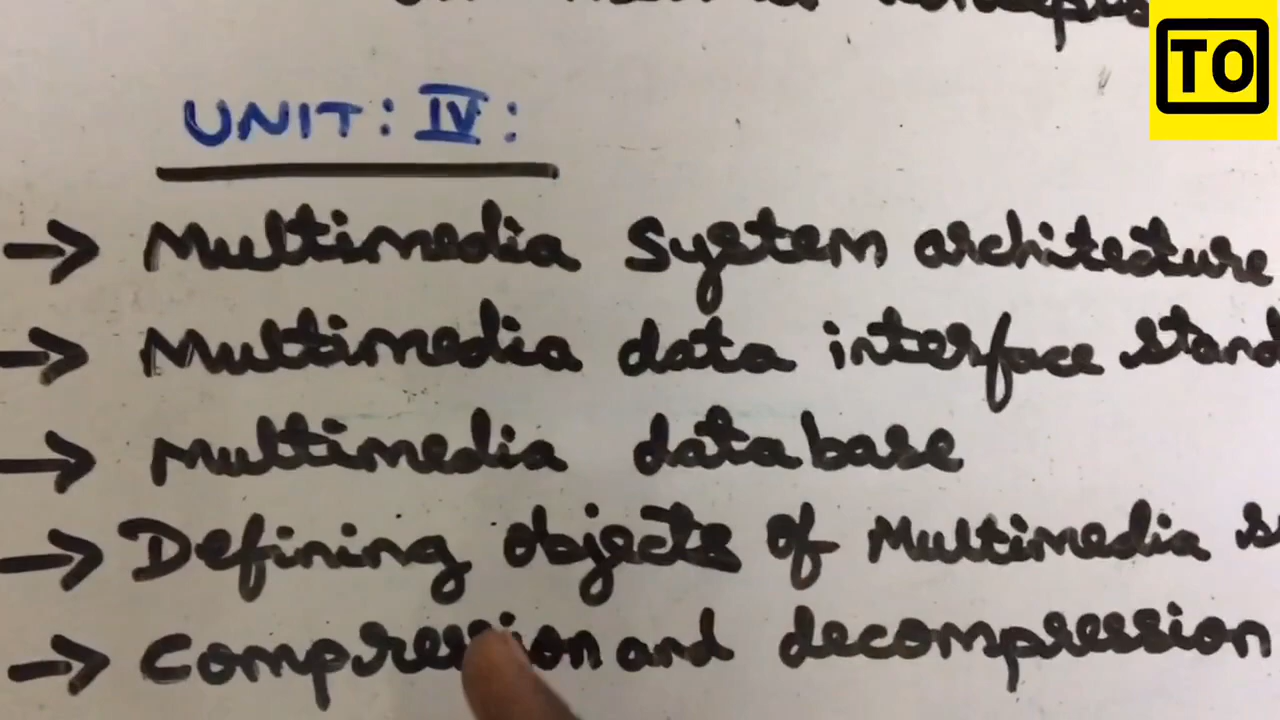 TO
UNIT: IV:
→ Multimedia System architecture
→ Multimedia data interface stand
→ Multimedia database
→ Defining objects of Multimedia s
→ Compression and decompression